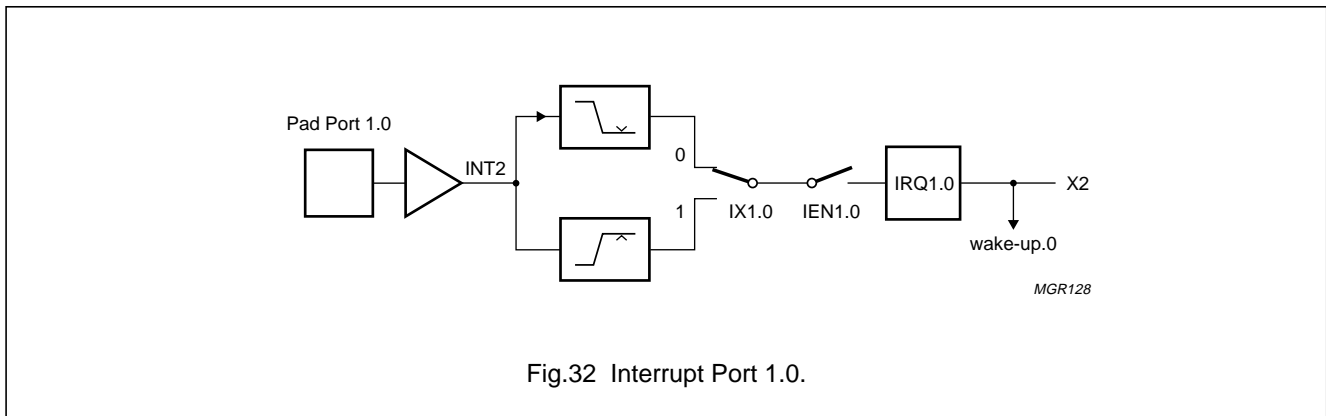 Pad Port 1.0
INT2
0
1
IX1.0
IEN1.0
IRQ1.0
X2
wake-up.0
MGR128
Fig.32 Interrupt Port 1.0.